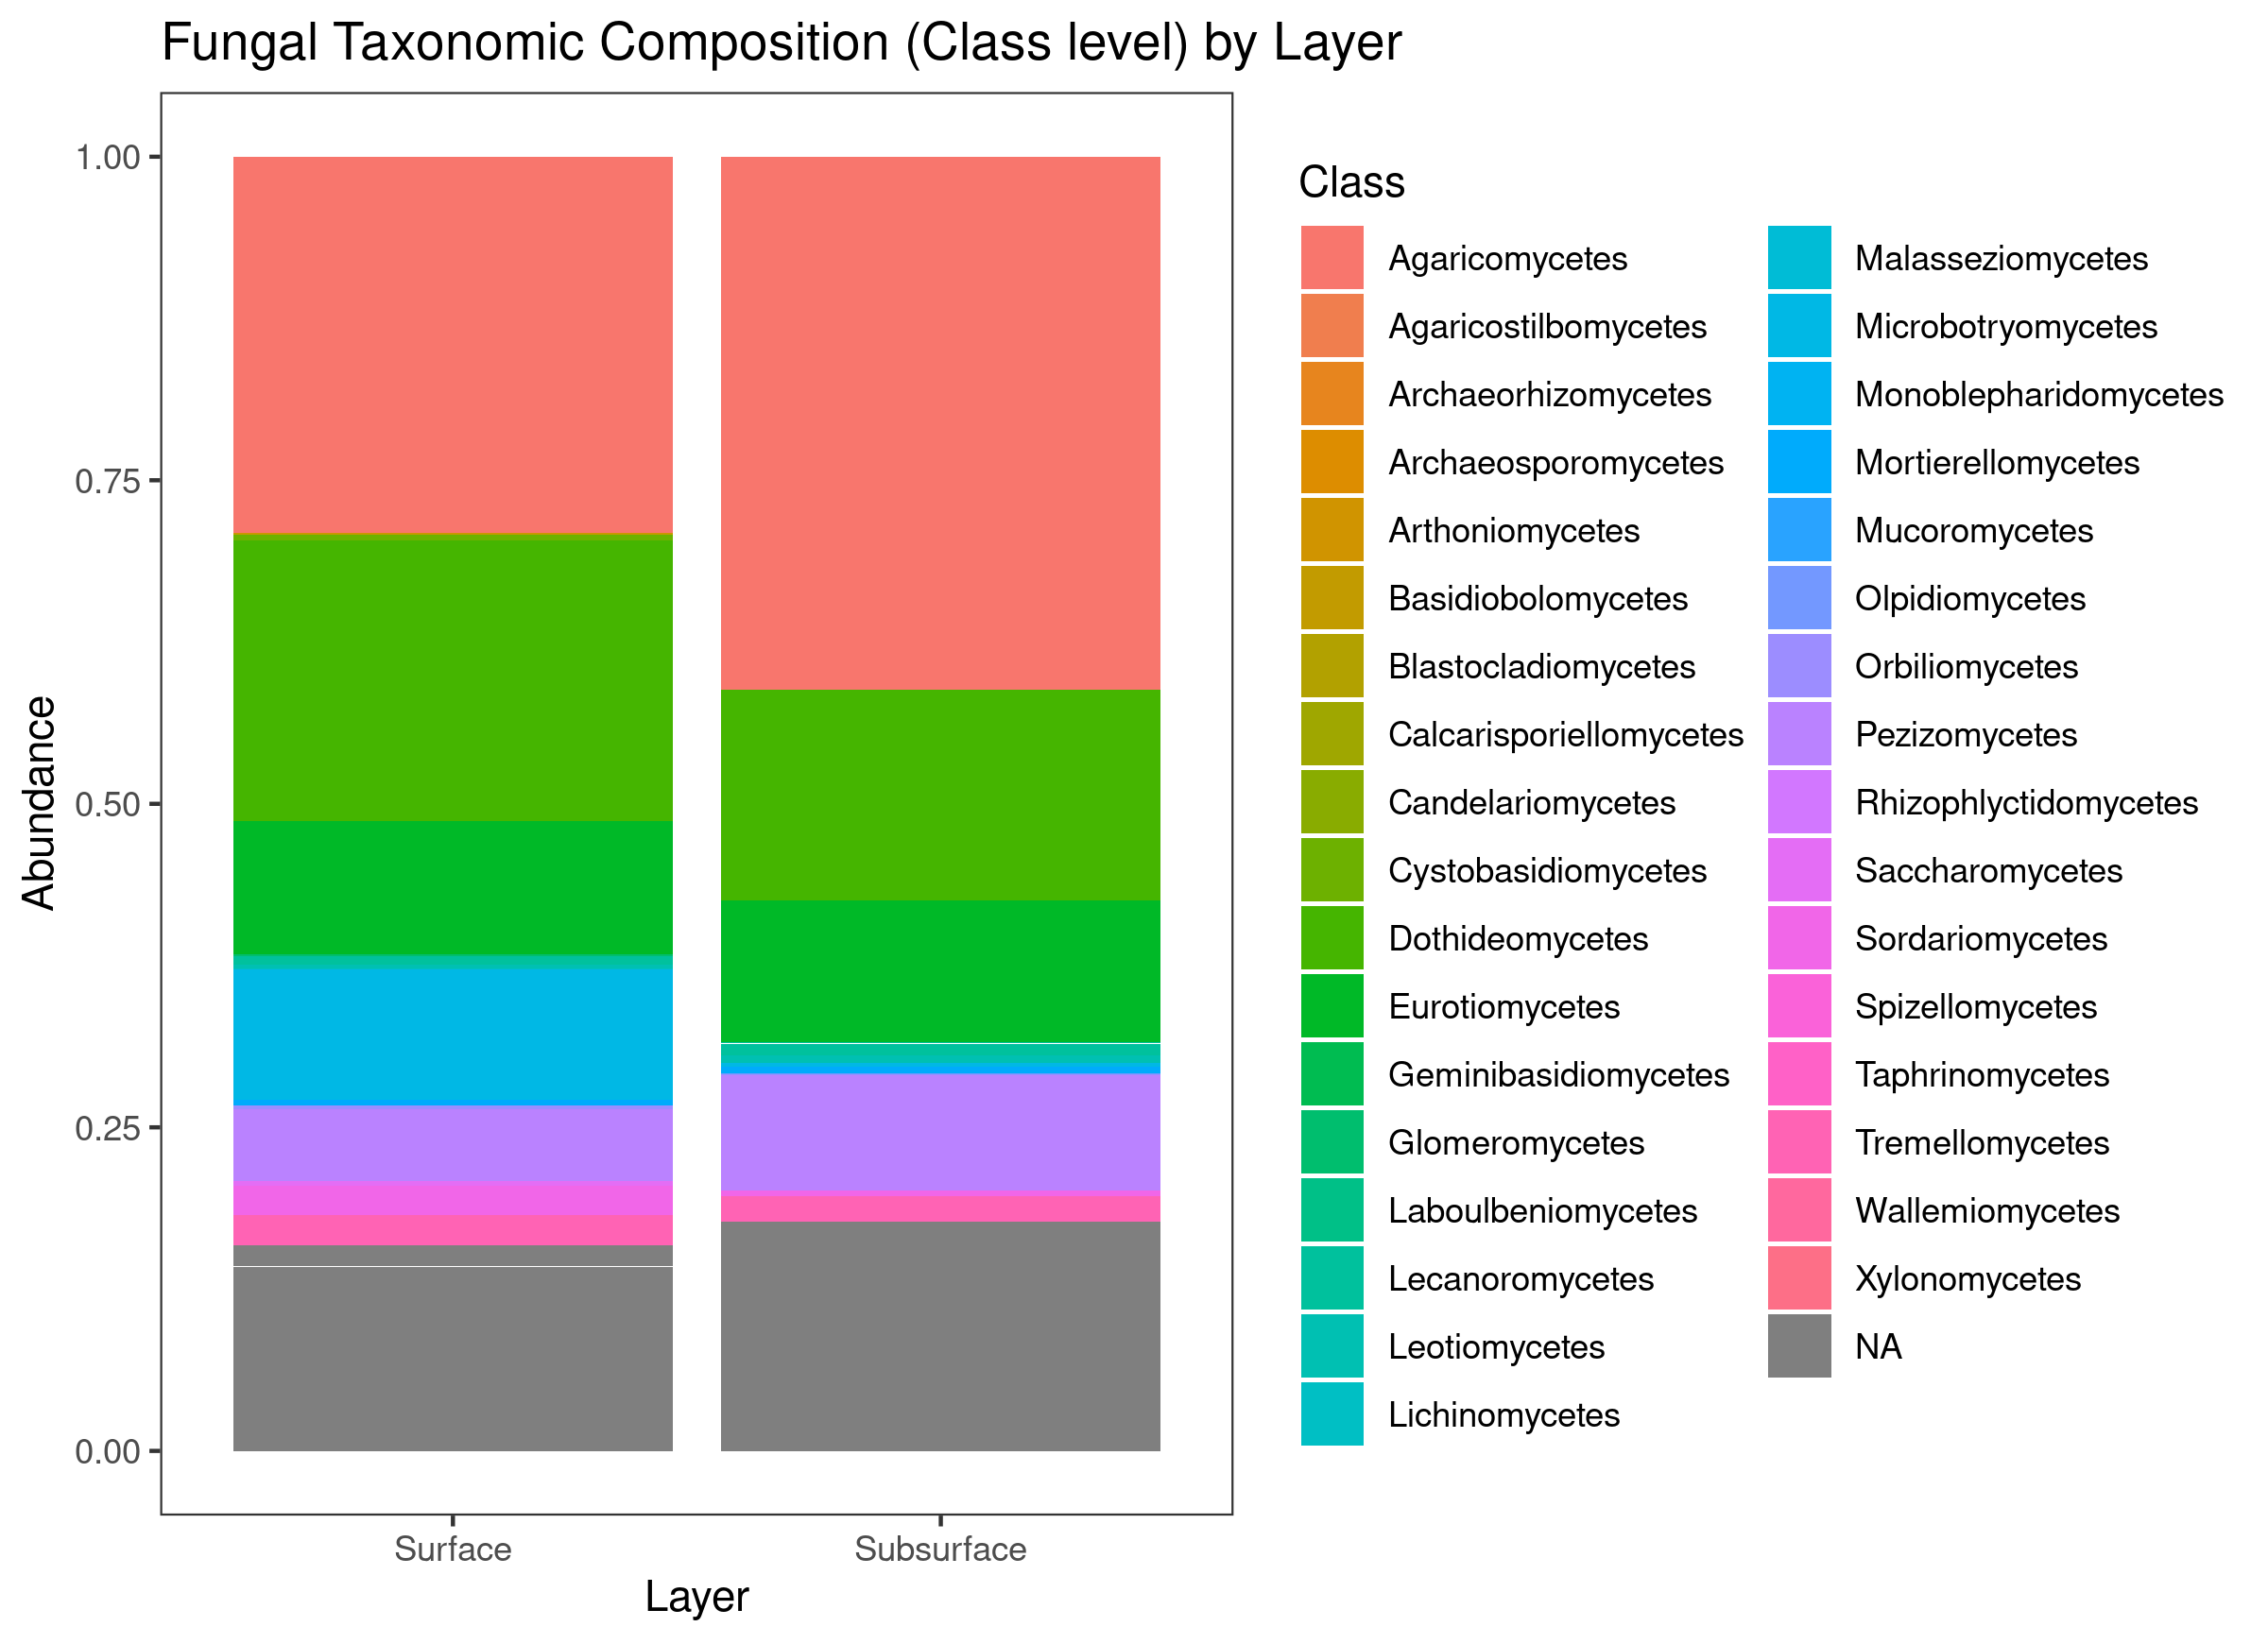 Fungal Taxonomic Composition (Class level) by Layer
Abundance
1.00
0.75
0.50
0.25
0.00
Surface
Subsurface
Layer
Class
Agaricomycetes
Agaricostilbomycetes
Archaeorhizomycetes
Archaeosporomycetes
Arthoniomycetes
Basidiobolomycetes
Blastocladiomycetes
Calcarisporiellomycetes
Candelariomycetes
Cystobasidiomycetes
Dothideomycetes
Eurotiomycetes
Geminibasidiomycetes
Glomeromycetes
Laboulbeniomycetes
Lecanoromycetes
Leotiomycetes
Lichinomycetes
Malasseziomycetes
Microbotryomycetes
Monoblepharidomycetes
Mortierellomycetes
Mucoromycetes
Olpidiomycetes
Orbiliomycetes
Pezizomycetes
Rhizophlyctidomycetes
Saccharomycetes
Sordariomycetes
Spizellomycetes
Taphrinomycetes
Tremellomycetes
Wallemiomycetes
Xylonomycetes
NA